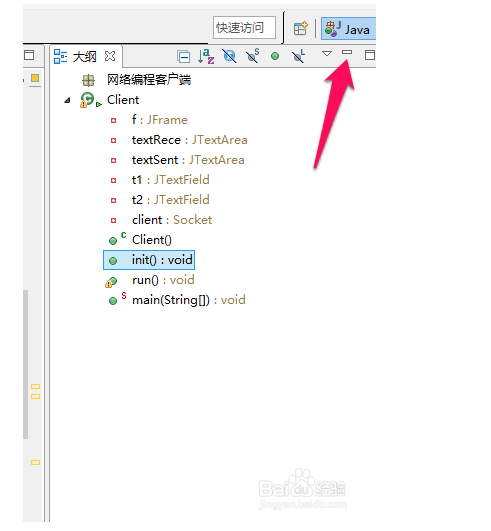 快速访问
Java
大纲
网络编程客户端
Client
f : JFrame
textRece : JTextArea
textSent : JTextArea
t1 : JTextField
t2 : JTextField
client : Socket
Client()
init() : void
run() : void
main(String[]) : void
Baidu 经验
jingyan.baidu.com